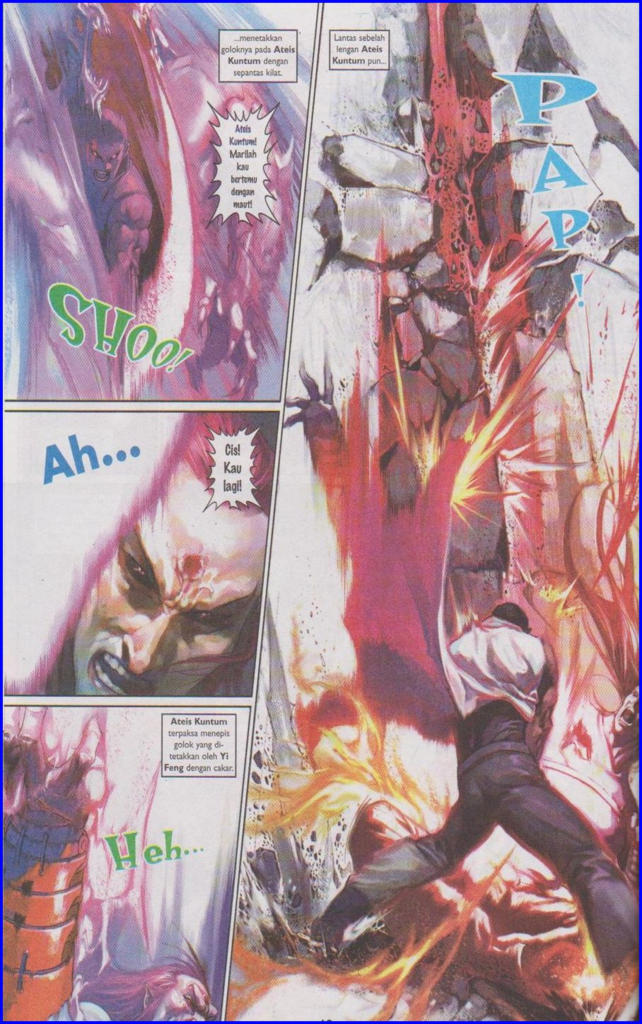 ...menetakkan
goloknya pada Ateis
Kuntum dengan
sepantas kilat.
Ateis
Kuntum!
Marilah
kau
bertemu
dengan
maut!
SHOO!
Ah...
Cis!
Kau
lagi!
Ateis Kuntum
terpaksa menepis
golok yang di-
tetakkan oleh Yi
Feng dengan cakar.
Heh...
Lantas sebelah
lengan Ateis
Kuntum pun...
PAP!